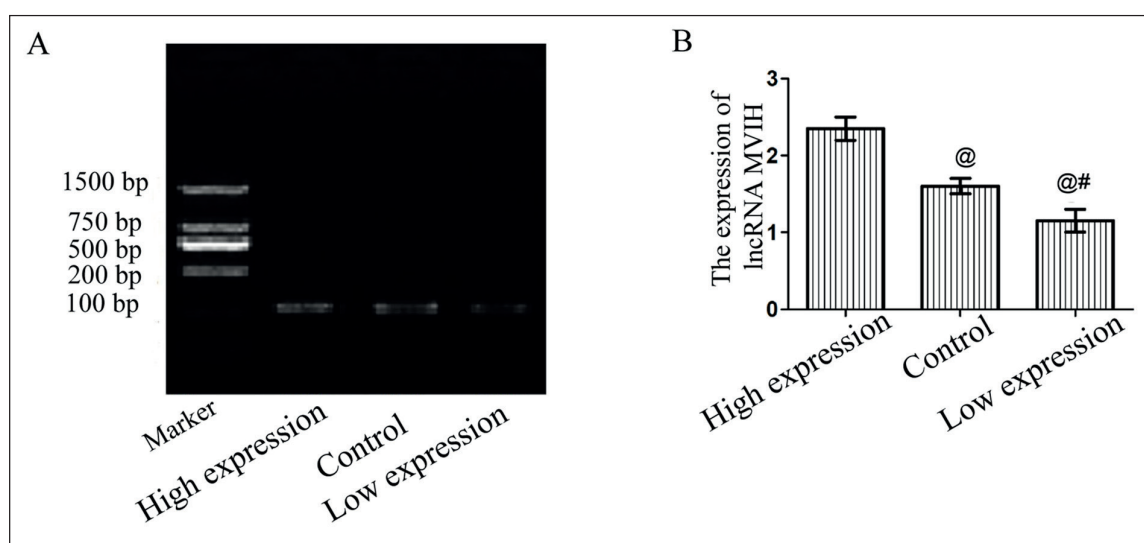 A
1500 bp
750 bp
500 bp
200 bp
100 bp
Marker
High expression
Control
Low expression
B
The expression of
lncRNA MVIH
3
2
1
0
@
@#
High expression
Control
Low expression